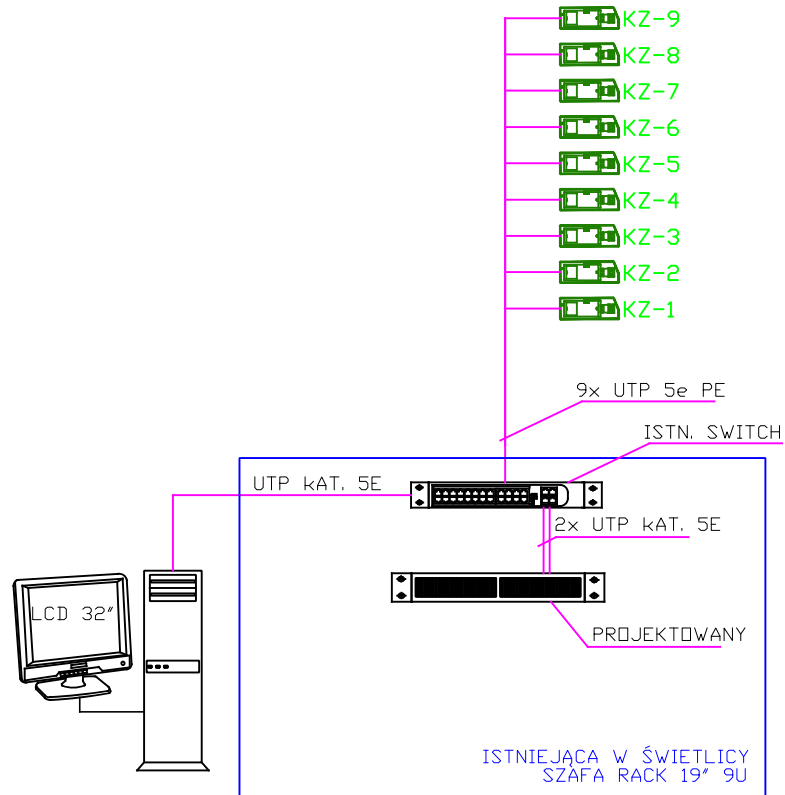 KZ-9
KZ-8
KZ-7
KZ-6
KZ-5
KZ-4
KZ-3
KZ-2
KZ-1
9x UTP 5e PE
ISTN. SWITCH
UTP kAT. 5E
2x UTP kAT. 5E
LCD 32"
PROJEKTOWANY
ISTNIEJĄCA W ŚWIETLICY
SZAFA RACK 19" 9U